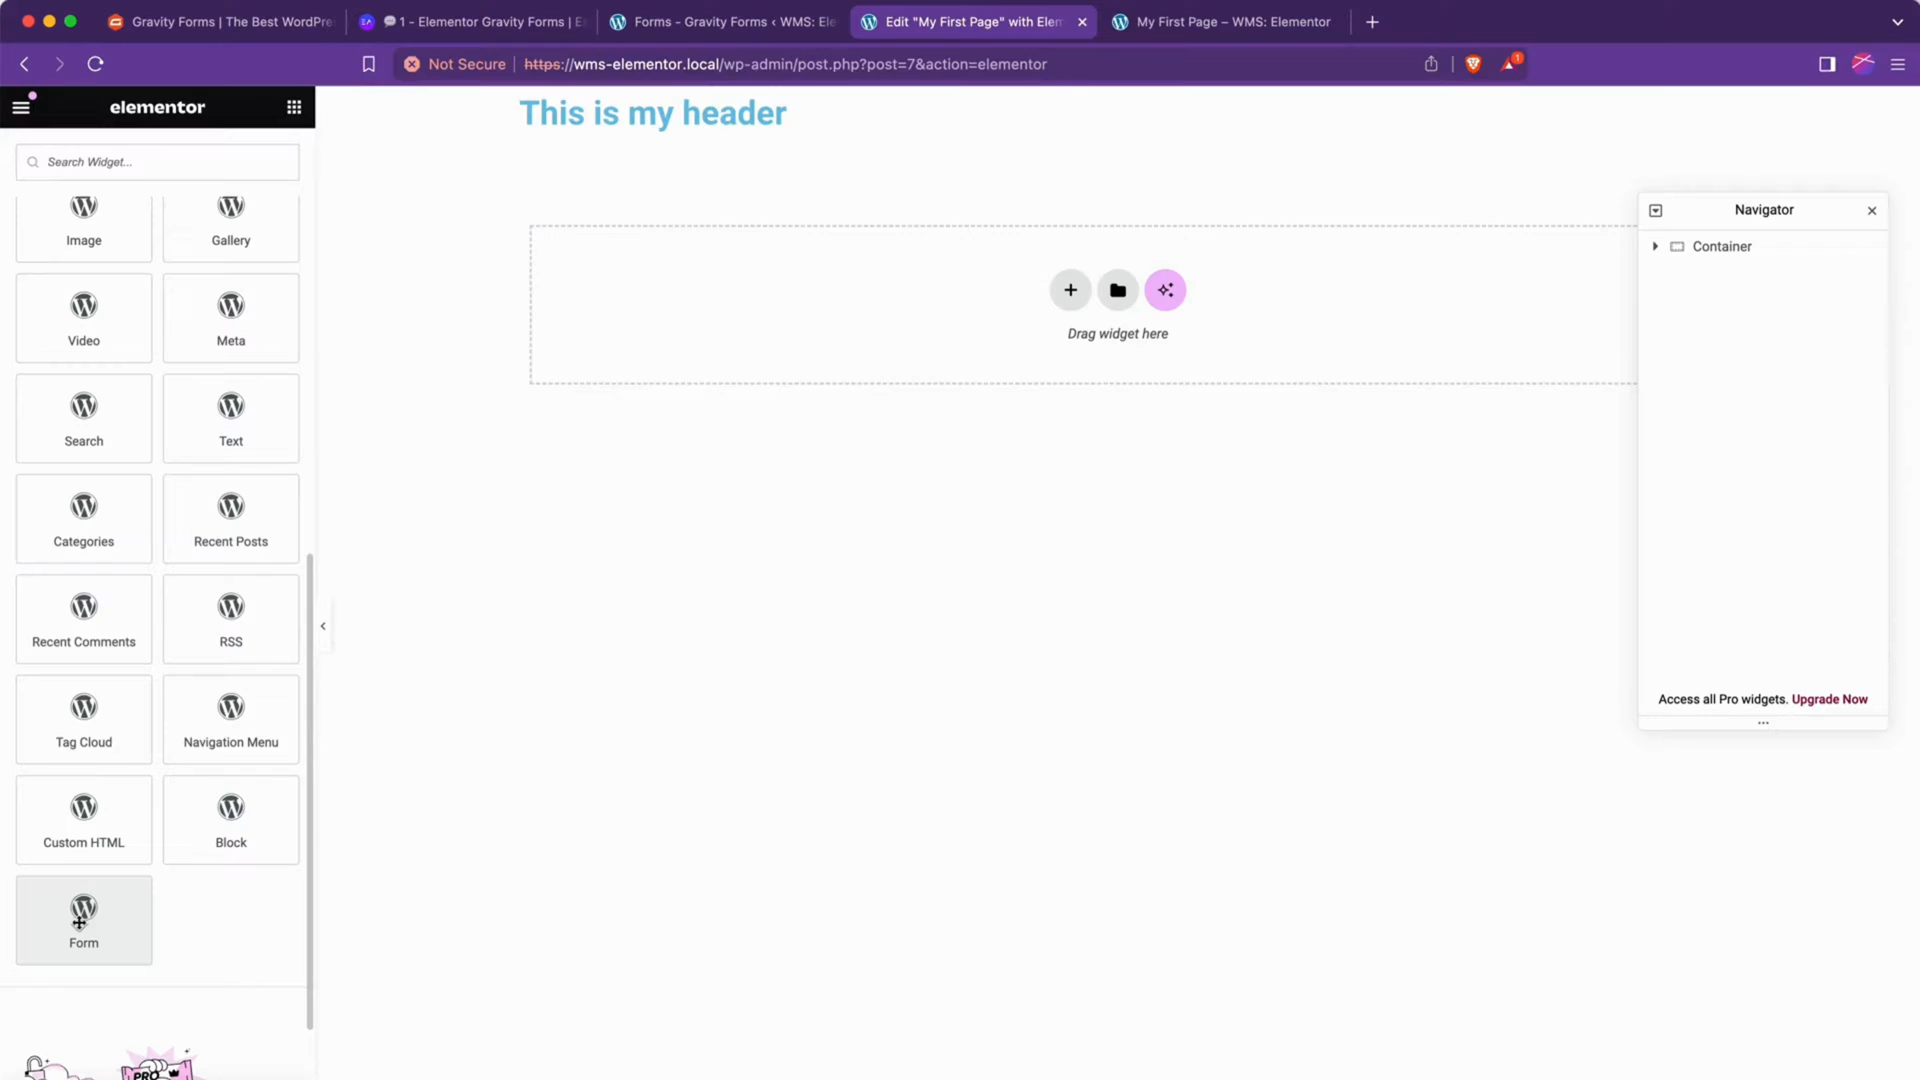 Gravity Forms | The Best WordPre
1 - Elementor Gravity Forms | E
Forms - Gravity Forms ‹ WMS: Ele
Edit "My First Page" with Elem
My First Page – WMS: Elementor
Not Secure
https://wms-elementor.local/wp-admin/post.php?post=7&action=elementor
1
elementor
Search Widget...
Image
Gallery
Video
Meta
Search
Text
Categories
Recent Posts
Recent Comments
RSS
Tag Cloud
Navigation Menu
Custom HTML
Block
Form
PRO
This is my header
Drag widget here
Navigator
Container
Access all Pro widgets. Upgrade Now